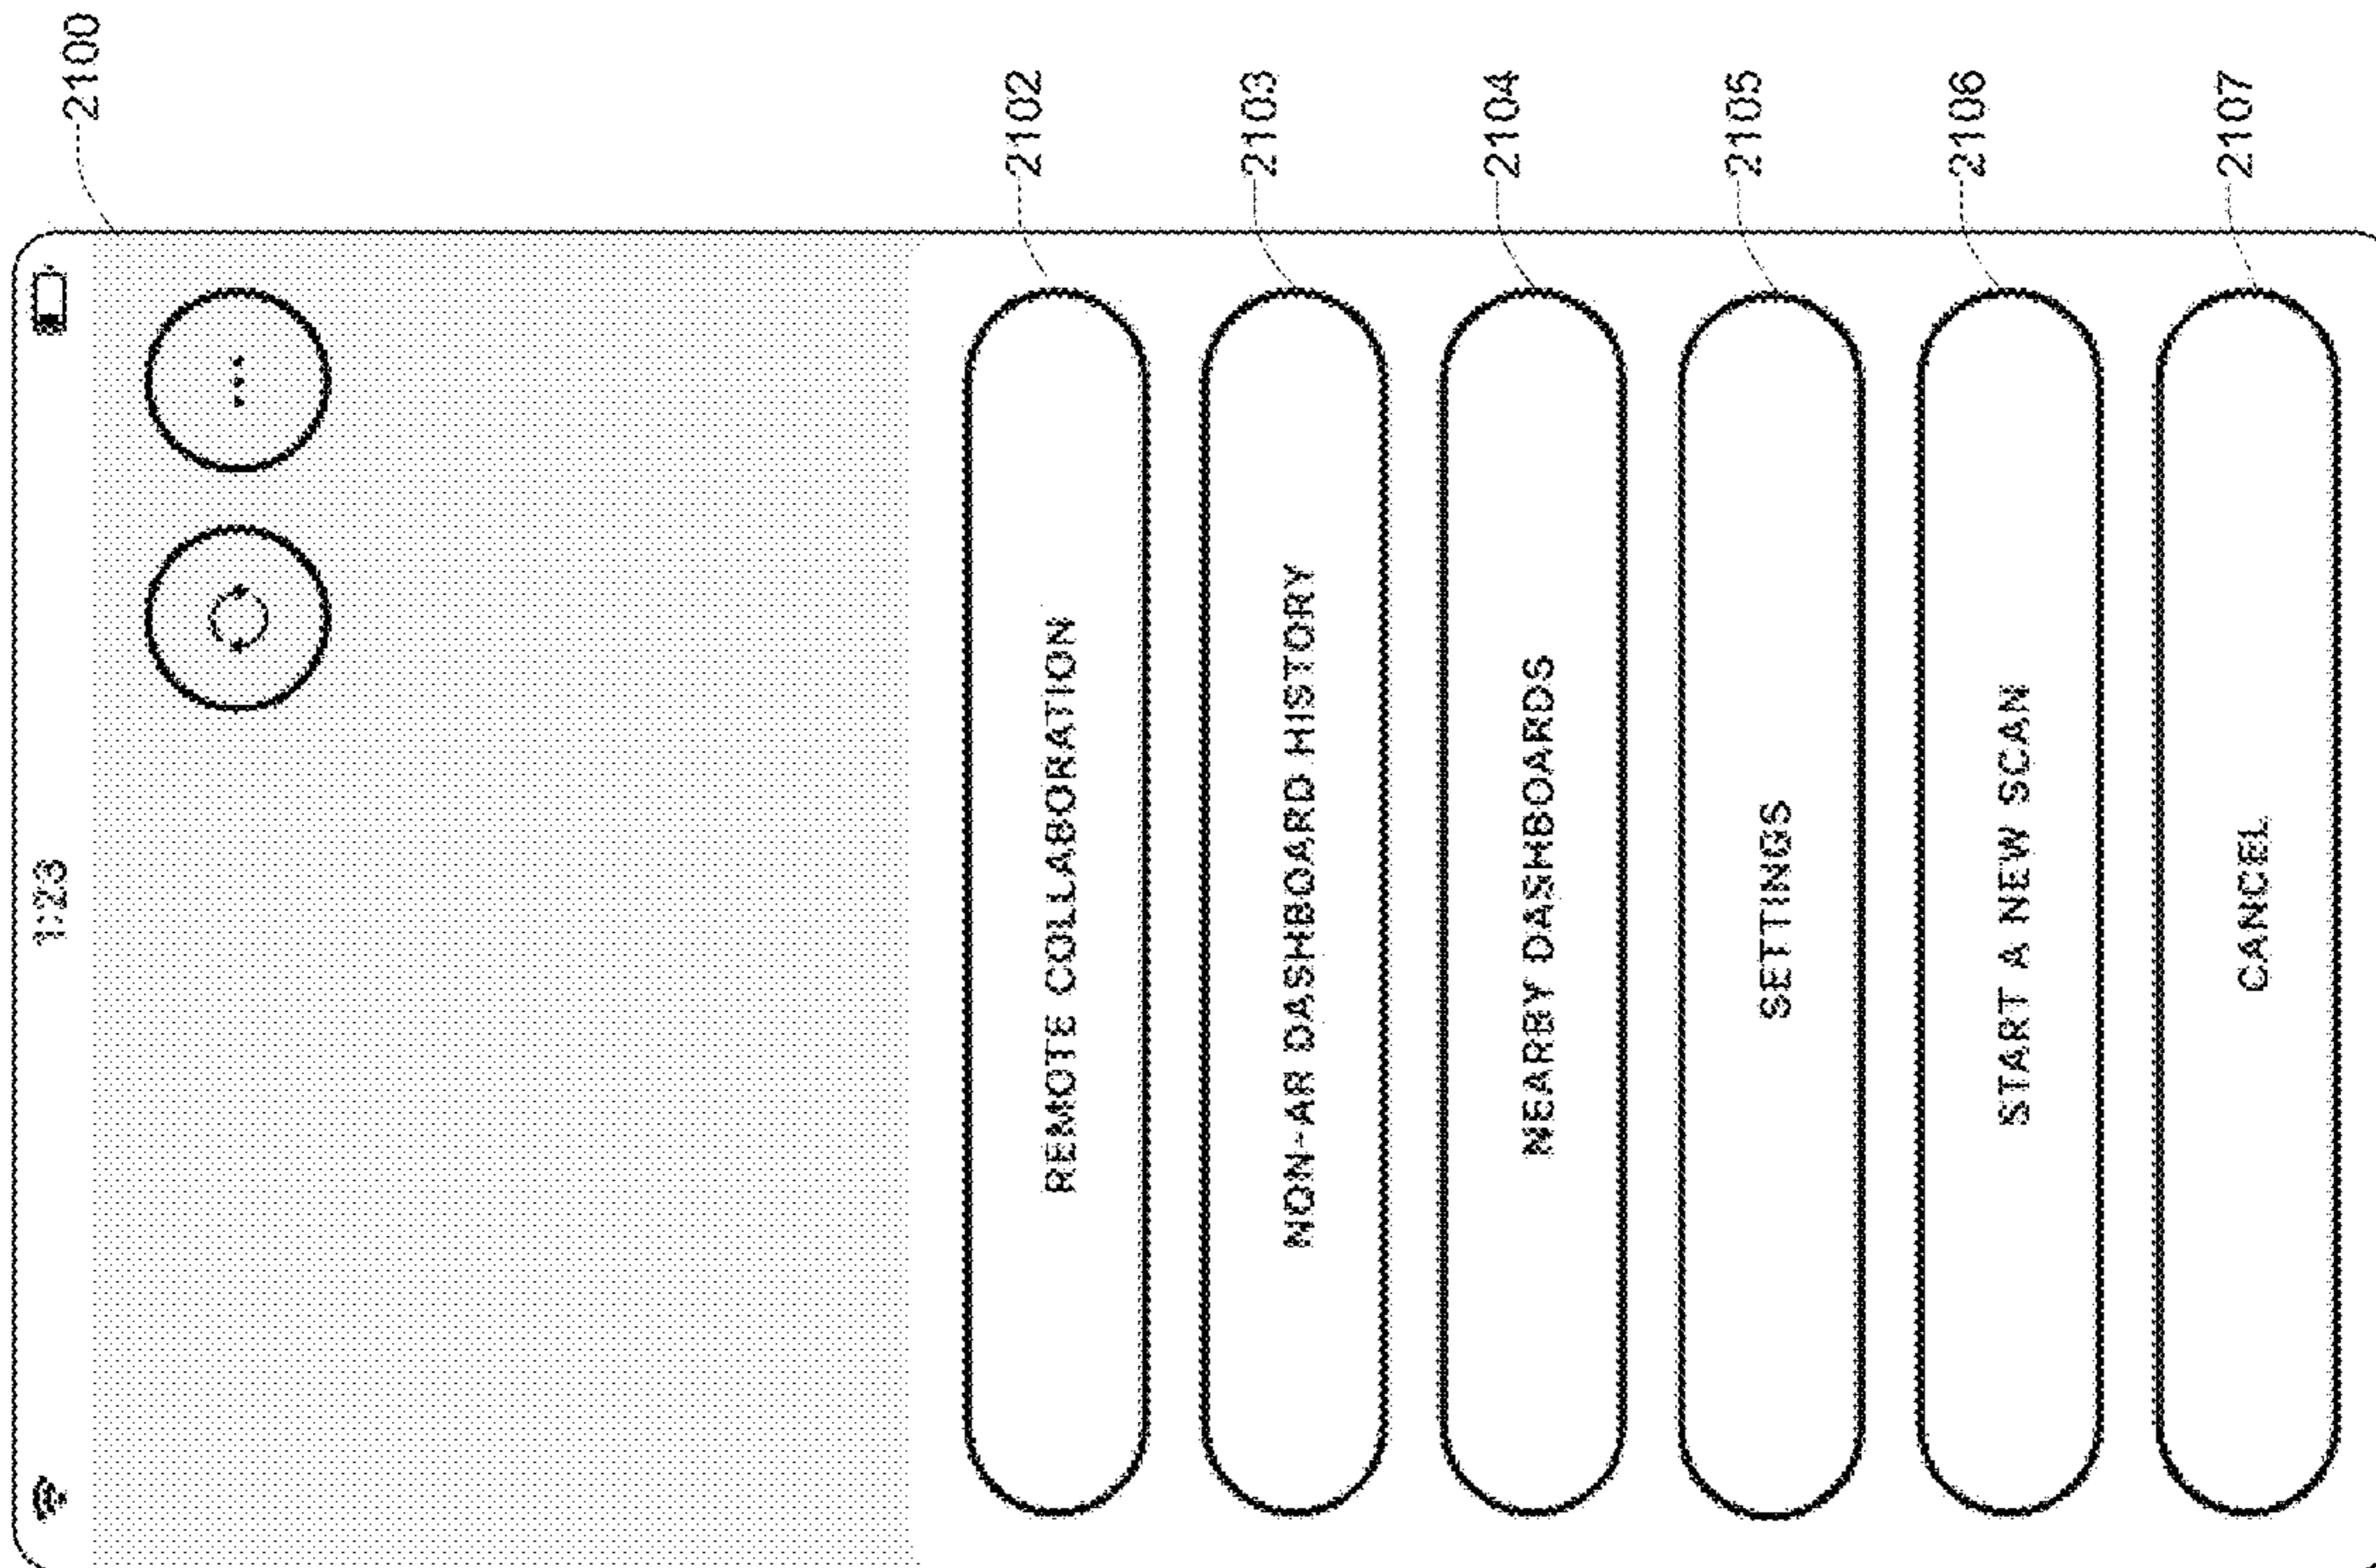 1:23
2100
REMOTE COLLABORATION
2102
NON-AR DASHBOARD HISTORY
2103
NEARBY DASHBOARDS
2104
SETTINGS
2105
START A NEW SCAN
2106
CANCEL
2107